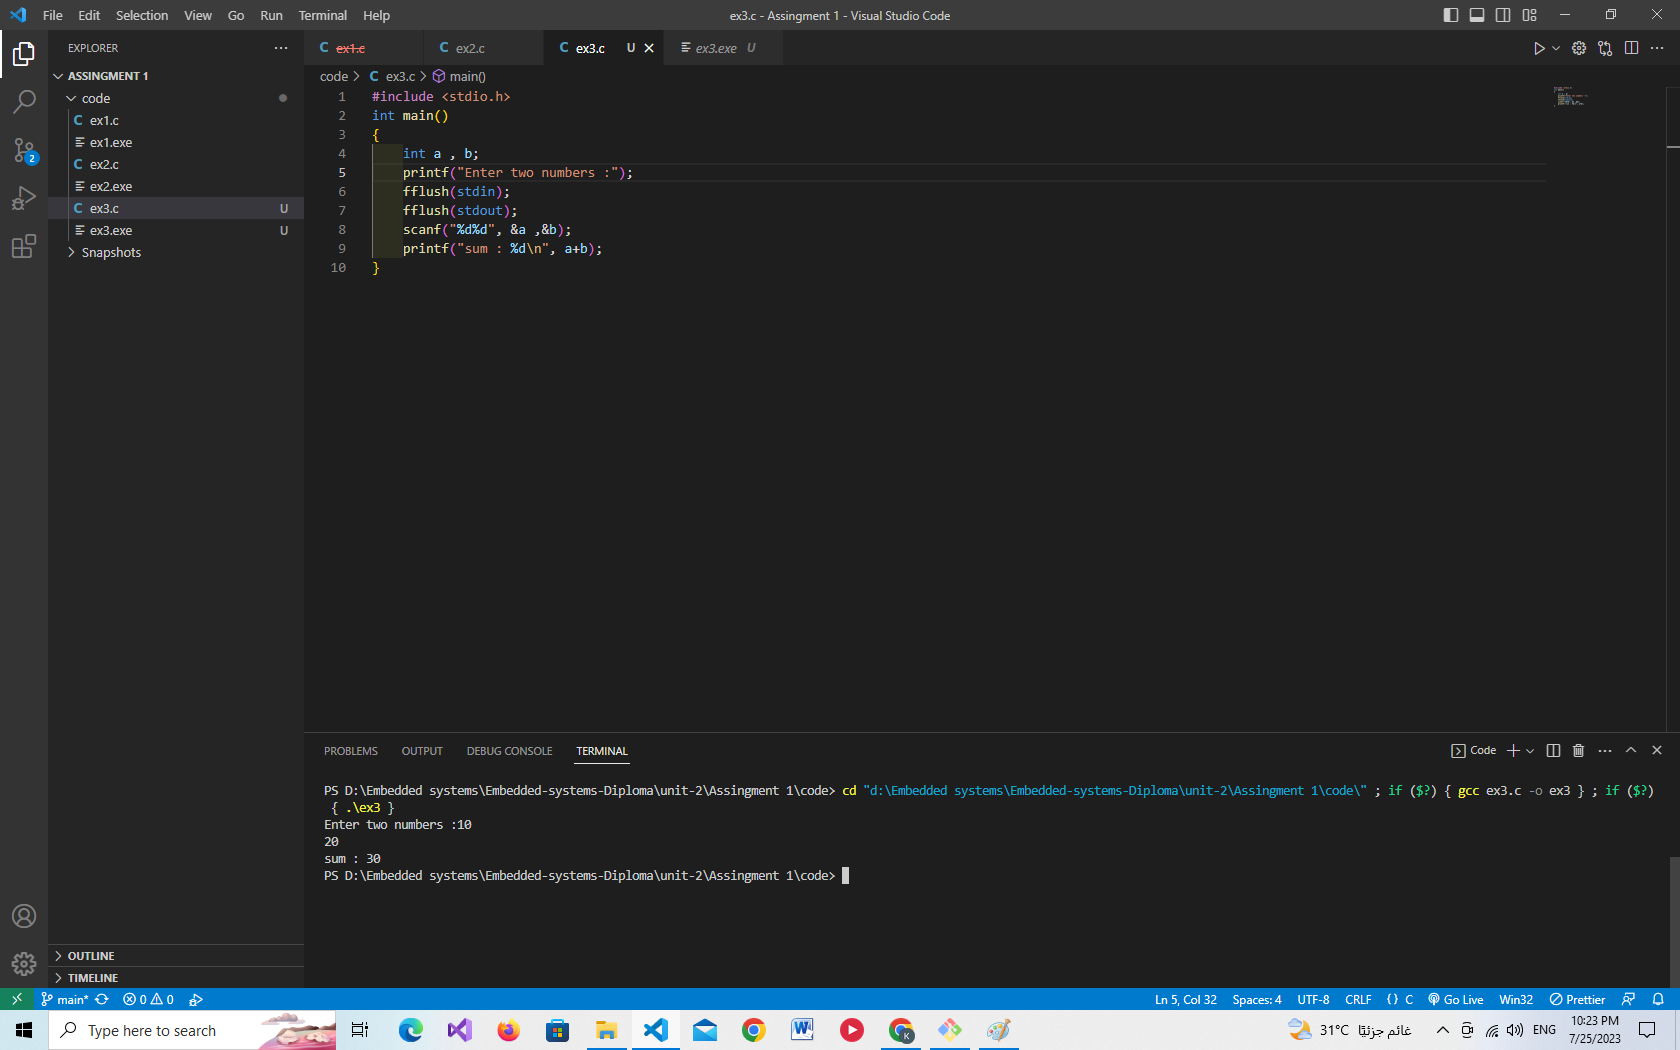 File Edit Selection View Go Run Terminal Help
ex3.c - Assingment 1 - Visual Studio Code
EXPLORER
ASSINGMENT 1
code
C ex1.c
ex1.exe
C ex2.c
ex2.exe
C ex3.c U
ex3.exe U
Snapshots
OUTLINE
TIMELINE
2
C ex1.c C ex2.c C ex3.c U ex3.exe U
code > C ex3.c > main()
1 #include <stdio.h>
2 int main()
3 {
4 int a , b;
5 printf("Enter two numbers :");
6 fflush(stdin);
7 fflush(stdout);
8 scanf("%d%d", &a ,&b);
9 printf("sum : %d\n", a+b);
10 }
PROBLEMS OUTPUT DEBUG CONSOLE TERMINAL
Code
PS D:\Embedded systems\Embedded-systems-Diploma\unit-2\Assingment 1\code> cd "d:\Embedded systems\Embedded-systems-Diploma\unit-2\Assingment 1\code\" ; if ($?) { gcc ex3.c -o ex3 } ; if ($?)
{ .\ex3 }
Enter two numbers :10
20
sum : 30
PS D:\Embedded systems\Embedded-systems-Diploma\unit-2\Assingment 1\code>
main* 0 0
Ln 5, Col 32 Spaces: 4 UTF-8 CRLF {} C Go Live Win32 Prettier
Type here to search
31°C غائم جزئيًا
ENG
10:23 PM
7/25/2023